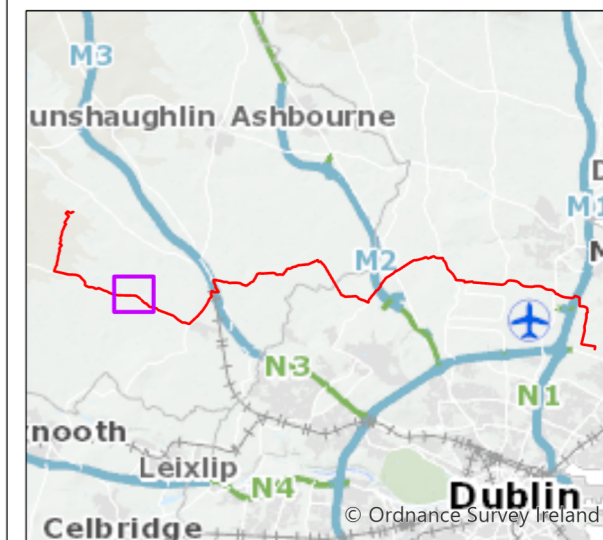 M3
unshaughlin Ashbourne
D
M1
M
M2
N3
N1
nooth
Leixlip
N4
Dublin
© Ordnance Survey Ireland
Celbridge